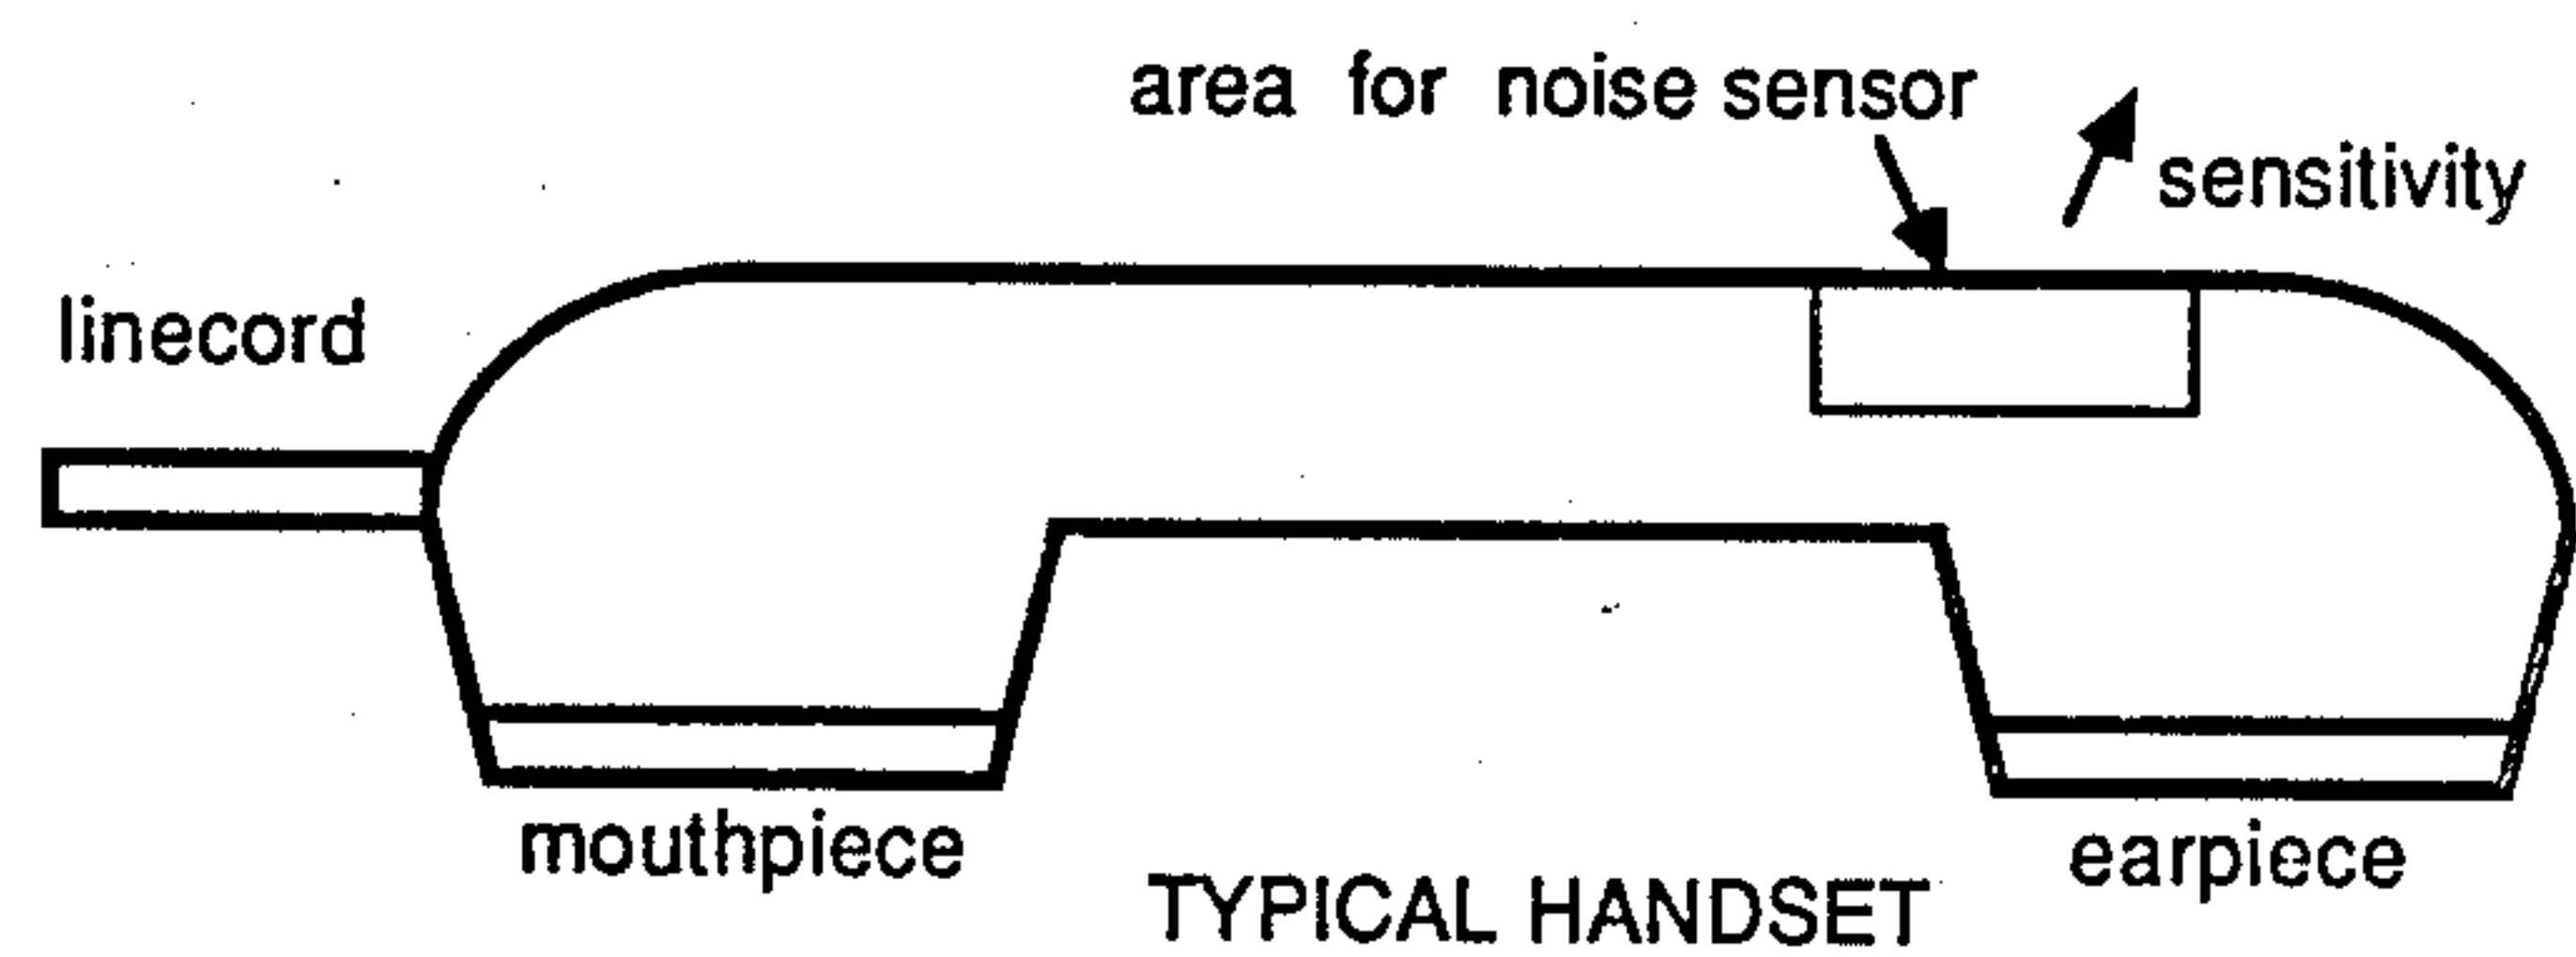 area for noise sensor
sensitivity
linecord
mouthpiece
earpiece
TYPICAL HANDSET